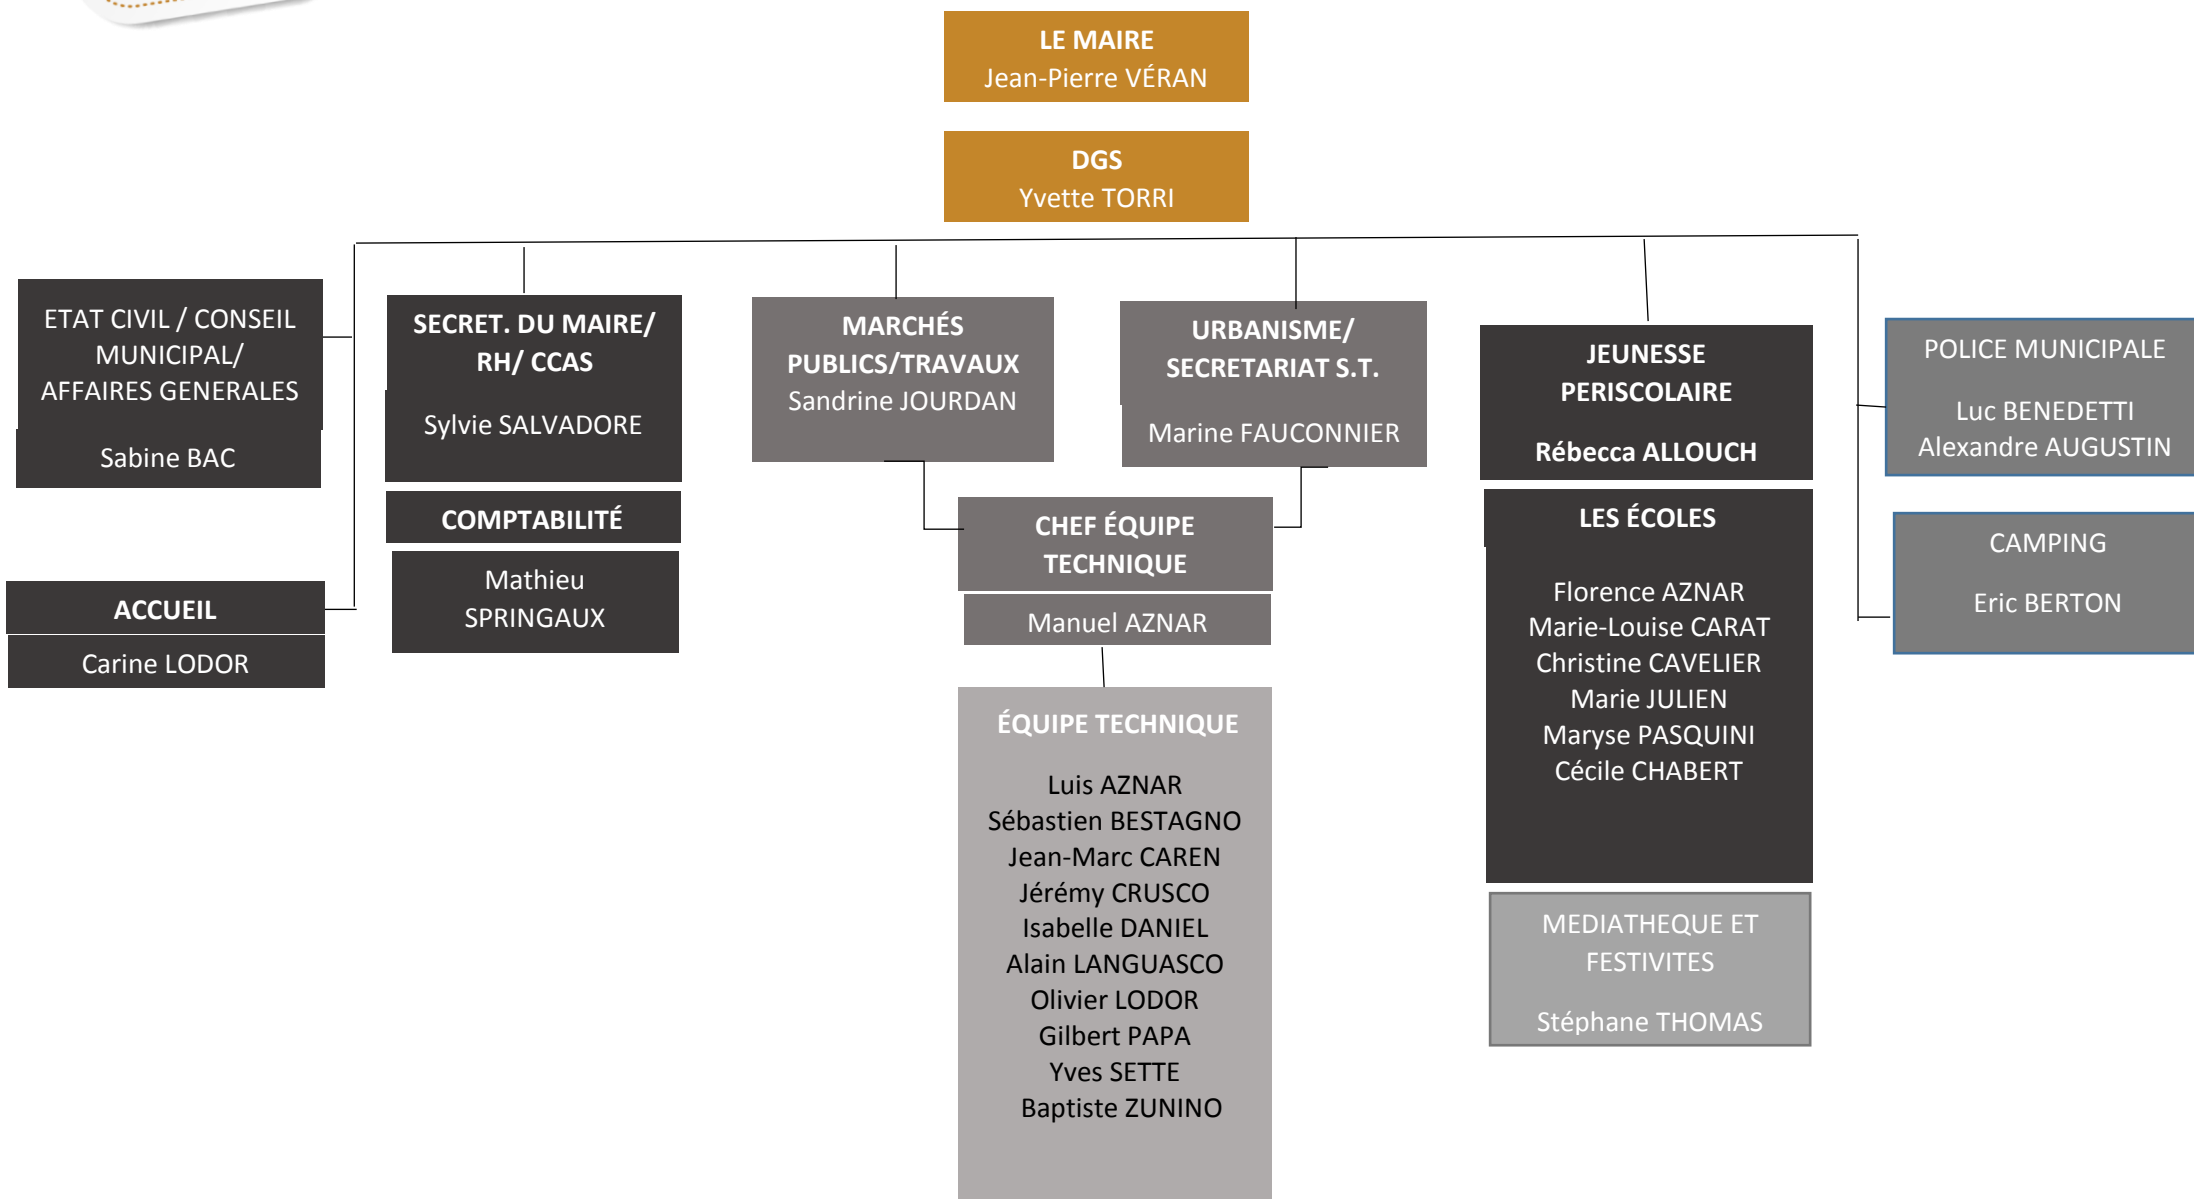 LE MAIRE
Jean-Pierre VÉRAN
DGS
Yvette TORRI
ETAT CIVIL / CONSEIL
MUNICIPAL/
AFFAIRES GENERALES
Sabine BAC
ACCUEIL
Carine LODOR
SECRET. DU MAIRE/
RH/ CCAS
Sylvie SALVADORE
COMPTABILITÉ
Mathieu
SPRINGAUX
MARCHÉS
PUBLICS/TRAVAUX
Sandrine JOURDAN
URBANISME/
SECRETARIAT S.T.
Marine FAUCONNIER
CHEF ÉQUIPE
TECHNIQUE
Manuel AZNAR
ÉQUIPE TECHNIQUE
Luis AZNAR
Sébastien BESTAGNO
Jean-Marc CAREN
Jérémy CRUSCO
Isabelle DANIEL
Alain LANGUASCO
Olivier LODOR
Gilbert PAPA
Yves SETTE
Baptiste ZUNINO
JEUNESSE
PERISCOLAIRE
Rébecca ALLOUCH
LES ÉCOLES
Florence AZNAR
Marie-Louise CARAT
Christine CAVELIER
Marie JULIEN
Maryse PASQUINI
Cécile CHABERT
MEDIATHEQUE ET
FESTIVITES
Stéphane THOMAS
POLICE MUNICIPALE
Luc BENEDETTI
Alexandre AUGUSTIN
CAMPING
Eric BERTON